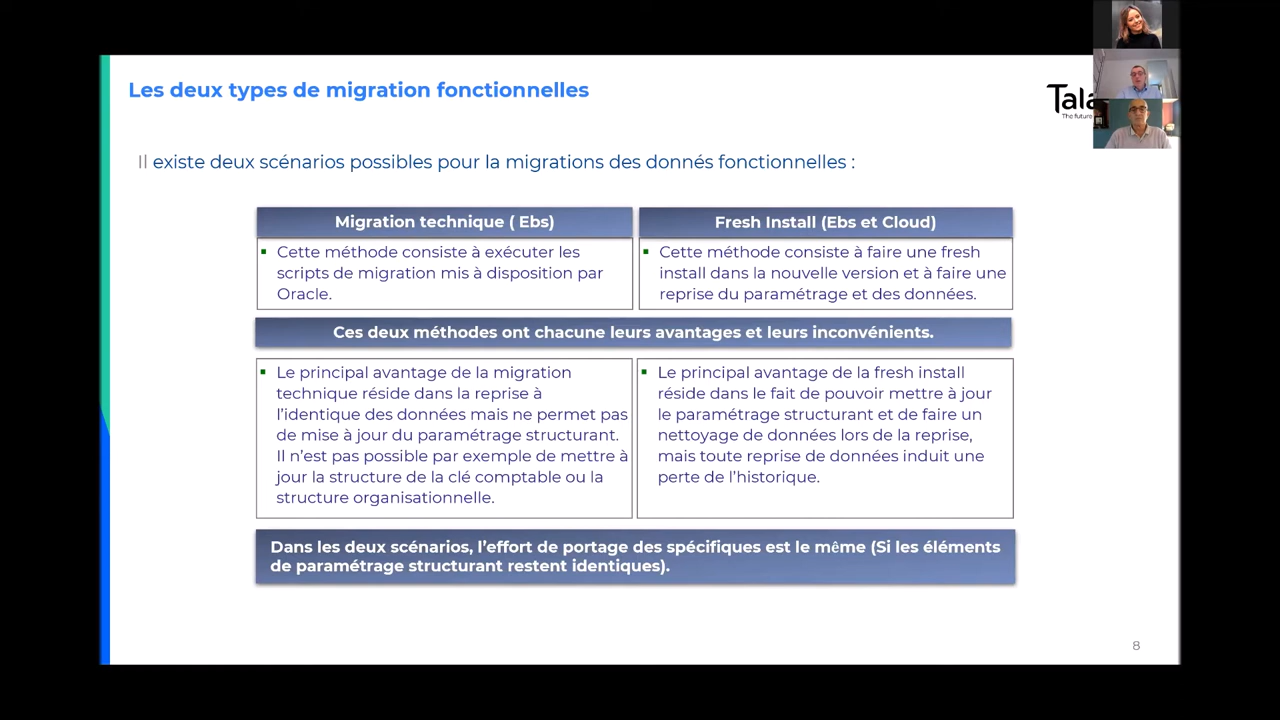 Les deux types de migration fonctionnelles
Tala
The future
Il existe deux scénarios possibles pour la migrations des donnés fonctionnelles :
Migration technique ( Ebs)
Cette méthode consiste à exécuter les
scripts de migration mis à disposition par
Oracle.
Fresh Install (Ebs et Cloud)
Cette méthode consiste à faire une fresh
install dans la nouvelle version et à faire une
reprise du paramétrage et des données.
Ces deux méthodes ont chacune leurs avantages et leurs inconvénients.
Le principal avantage de la migration
technique réside dans la reprise à
l’identique des données mais ne permet pas
de mise à jour du paramétrage structurant.
Il n’est pas possible par exemple de mettre à
jour la structure de la clé comptable ou la
structure organisationnelle.
Le principal avantage de la fresh install
réside dans le fait de pouvoir mettre à jour
le paramétrage structurant et de faire un
nettoyage de données lors de la reprise,
mais toute reprise de données induit une
perte de l’historique.
Dans les deux scénarios, l’effort de portage des spécifiques est le même (Si les éléments
de paramétrage structurant restent identiques).
8